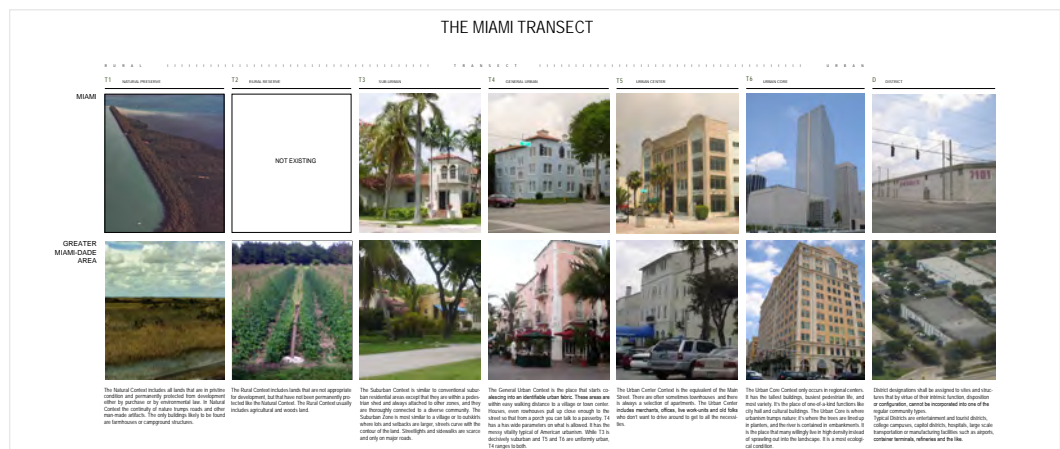 THE MIAMI TRANSECT
RURAL TRANSECT URBAN
T1 NATURAL PRESERVE T2 RURAL RESERVE T3 SUB-URBAN T4 GENERAL URBAN T5 URBAN CENTER T6 URBAN CORE D DISTRICT
MIAMI
NOT EXISTING
7101
GREATER
MIAMI-DADE
AREA
The Natural Context includes all lands that are in pristine
condition and permanently protected from development
either by purchase or by environmental law. In Natural
Context the continuity of nature trumps roads and other
man-made artifacts. The only buildings likely to be found
are farmhouses or campground structures.
The Rural Context includes lands that are not appropriate
for development, but that have not been permanently pro-
tected like the Natural Context. The Rural Context usually
includes agricultural and woods land.
The Suburban Context is similar to conventional subur-
ban residential areas except that they are within a pedes-
trian shed and always attached to other zones, and they
are thoroughly connected to a diverse community. The
Suburban Zone is most similar to a village or to outskirts
where lots and setbacks are larger, streets curve with the
contour of the land. Streetlights and sidewalks are scarce
and only on major roads.
The General Urban Context is the place that starts co-
alescing into an identifiable urban fabric. These areas are
within easy walking distance to a village or town center.
Houses, even rowhouses pull up close enough to the
street so that from a porch you can talk to a passerby. T4
has a has wide parameters on what is allowed. It has the
messy vitality typical of American urbanism. While T3 is
decisively suburban and T5 and T6 are uniformly urban,
T4 ranges to both.
The Urban Center Context is the equivalent of the Main
Street. There are often sometimes townhouses and there
is always a selection of apartments. The Urban Center
includes merchants, offices, live work-units and old folks
who don't want to drive around to get to all the necessi-
ties.
The Urban Core Context only occurs in regional centers.
It has the tallest buildings, busiest pedestrian life, and
most variety. It's the place of one-of-a-kind functions like
city hall and cultural buildings. The Urban Core is where
urbanism trumps nature: it's where the trees are lined up
in planters, and the river is contained in embankments. It
is the place that many willingly live in high density instead
of sprawling out into the landscape. It is a most ecologi-
cal condition.
District designations shall be assigned to sites and struc-
tures that by virtue of their intrinsic function, disposition
or configuration, cannot be incorporated into one of the
regular community types.
Typical Districts are entertainment and tourist districts,
college campuses, capitol districts, hospitals, large scale
transportation or manufacturing facilities such as airports,
container terminals, refineries and the like.